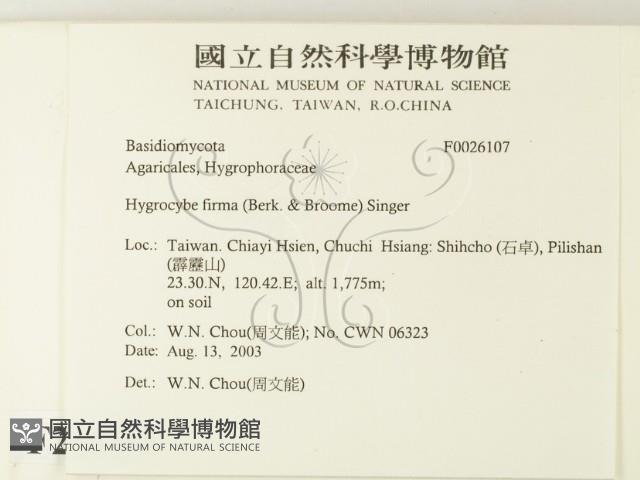 國立自然科學博物館
NATIONAL MUSEUM OF NATURAL SCIENCE
TAICHUNG, TAIWAN, R.O.CHINA
Basidiomycota F0026107
Agaricales, Hygrophoraceae
Hygrocybe firma (Berk. & Broome) Singer
Loc.: Taiwan. Chiayi Hsien, Chuchi Hsiang: Shihcho (石卓), Pilishan
(霹靂山)
23.30.N, 120.42.E; alt. 1,775m;
on soil
Col.: W.N. Chou(周文能); No. CWN 06323
Date: Aug. 13, 2003
Det.: W.N. Chou(周文能)
國立自然科學博物館
NATIONAL MUSEUM OF NATURAL SCIENCE